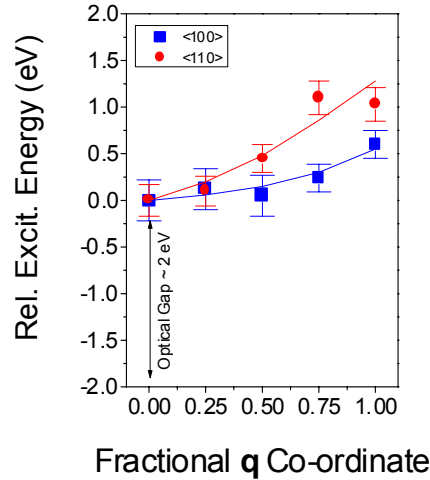 2.0
1.5
1.0
0.5
0.0
-0.5
-1.0
-1.5
-2.0
Rel. Excit. Energy (eV)
<100>
<110>
Optical Gap ~ 2 eV
0.00 0.25 0.50 0.75 1.00
Fractional q Co-ordinate